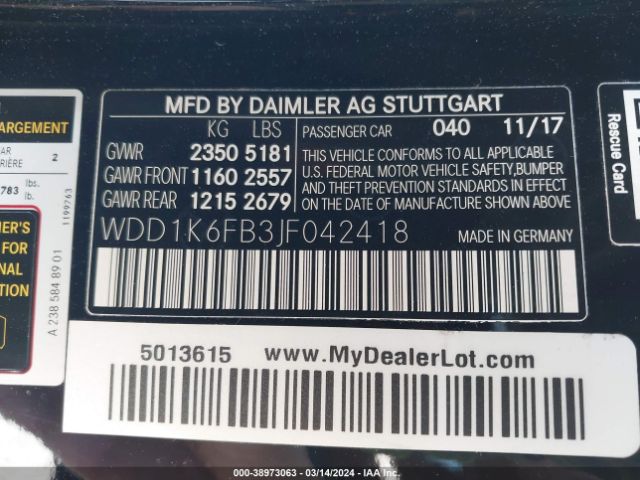 MFD BY DAIMLER AG STUTTGART
KG LBS
GVWR 2350 5181
GAWR FRONT 1160 2557
GAWR REAR 1215 2679
PASSENGER CAR 040 11/17
THIS VEHICLE CONFORMS TO ALL APPLICABLE
U.S. FEDERAL MOTOR VEHICLE SAFETY,BUMPER
AND THEFT PREVENTION STANDARDS IN EFFECT
ON THE DATE OF MANUFACTURE SHOWN ABOVE.
WDD1K6FB3JF042418 MADE IN GERMANY
5013615 www.MyDealerLot.com
ARGEMENT
2
783 lbs.
1199763
A 238 584 89 01
FOR
Rescue Card
000-38973063 - 03/14/2024 - IAA Inc.